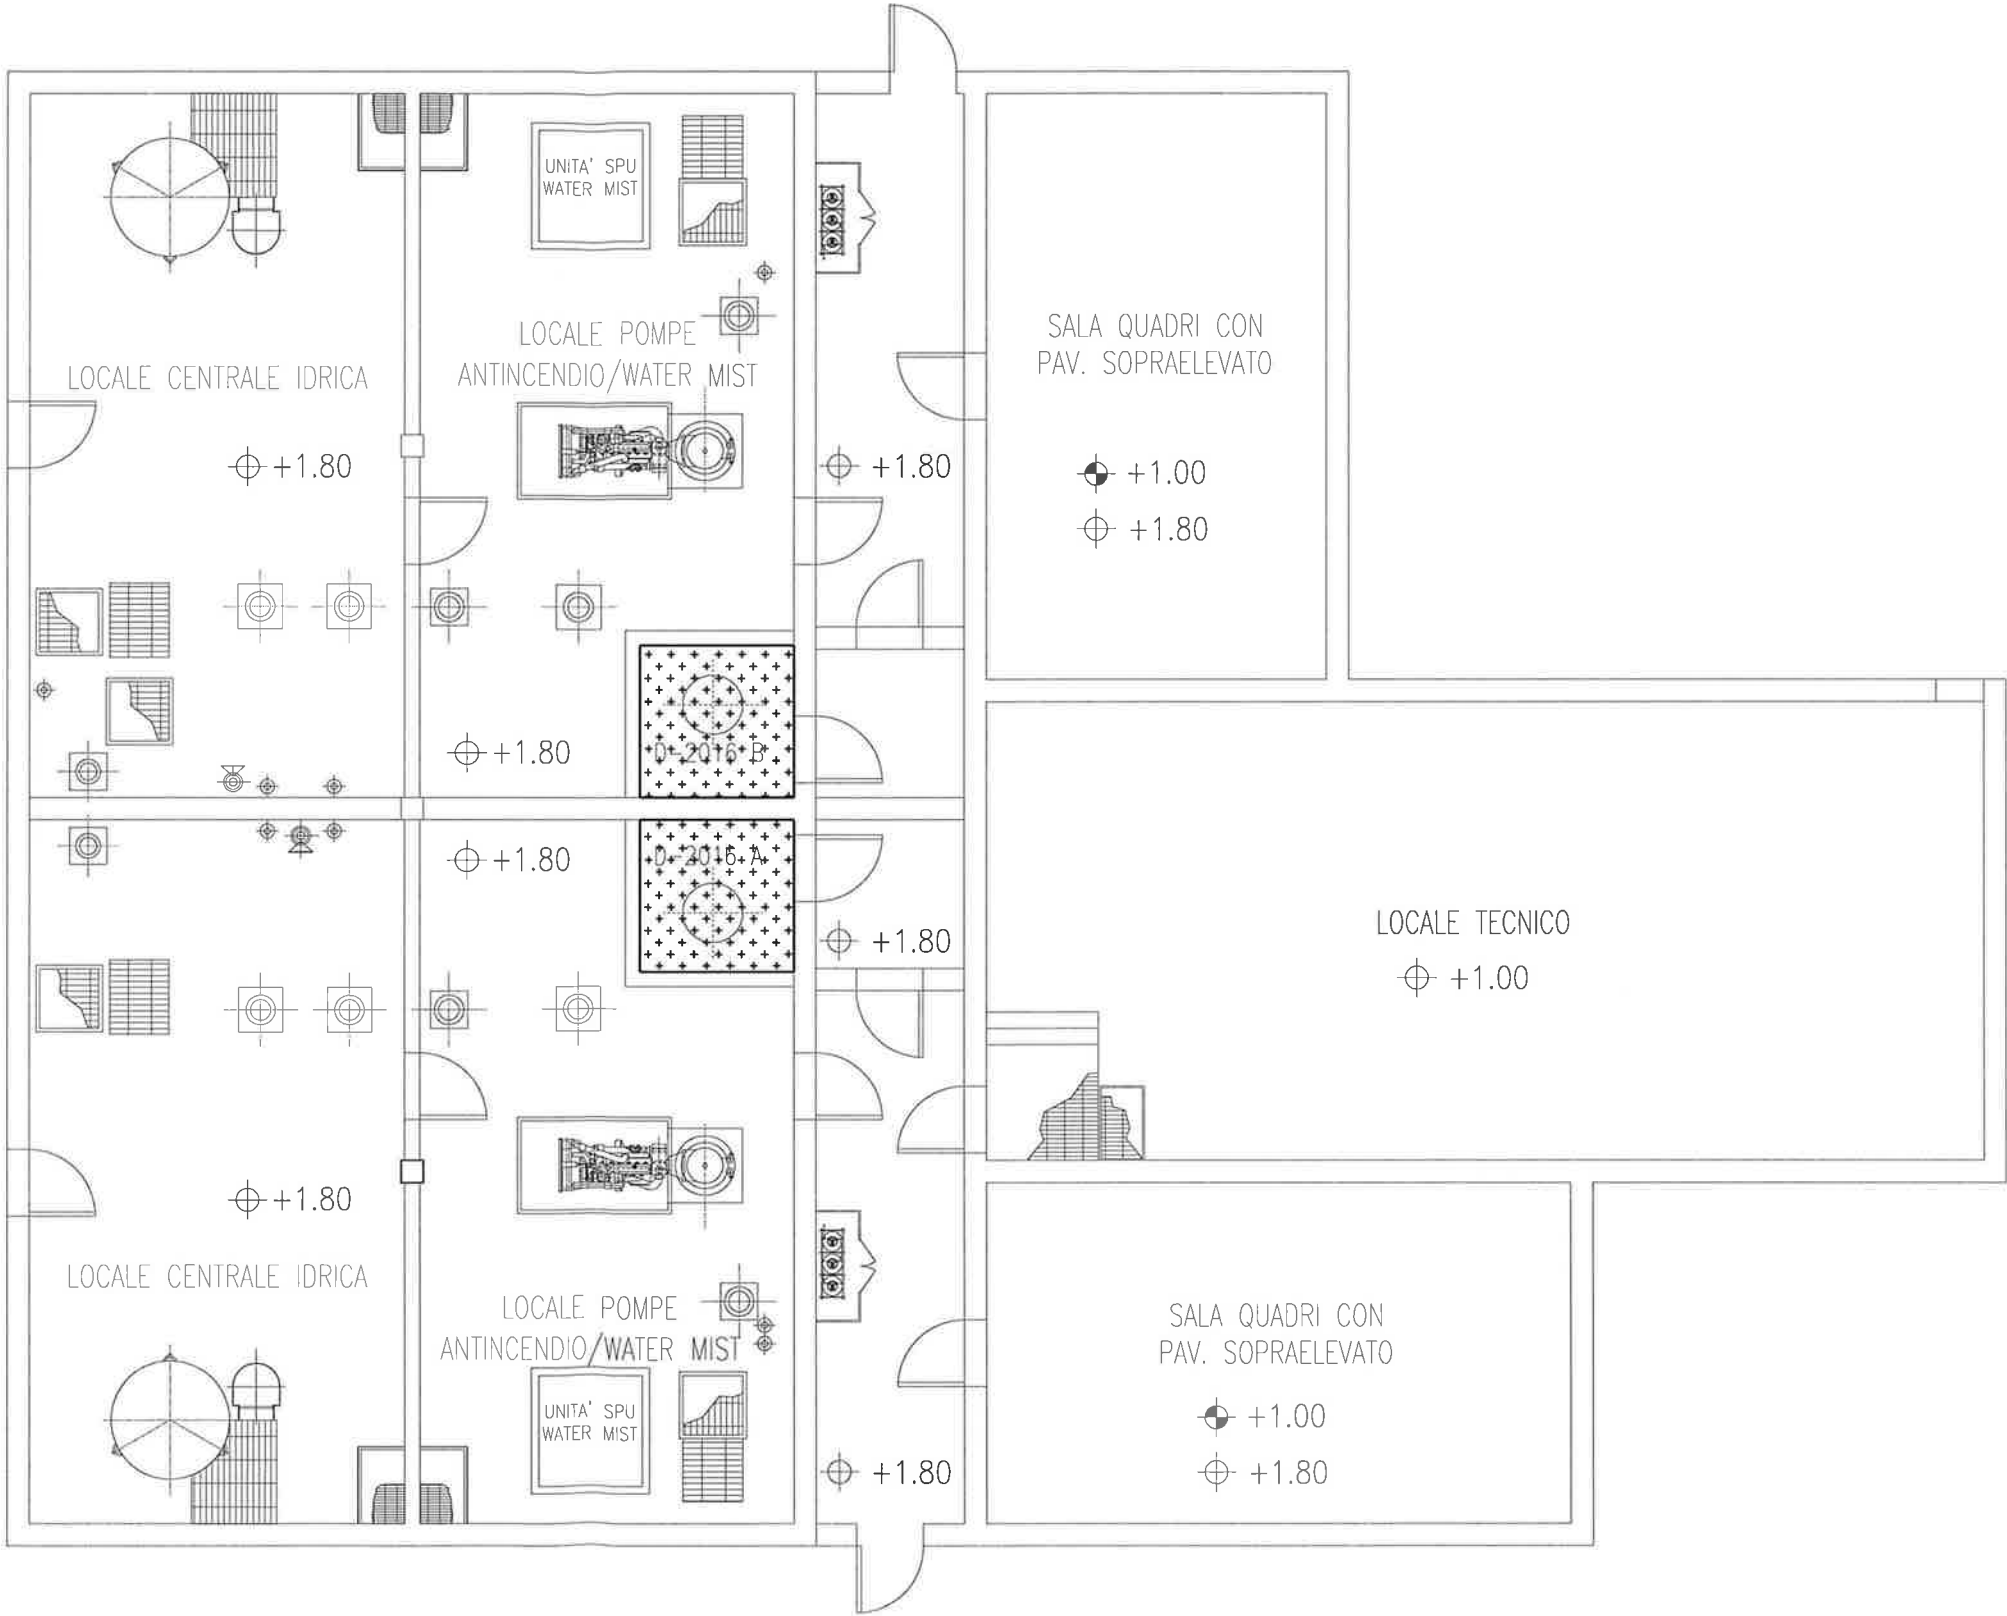 UNITA' SPU
WATER MIST
LOCALE POMPE
ANTINCENDIO/WATER MIST
LOCALE CENTRALE IDRICA
SALA QUADRI CON
PAV. SOPRAELEVATO
+1.80
+1.80
+1.00
+1.80
+1.80
D-2016 B
+1.80
D-2016 A
+1.80
LOCALE TECNICO
+1.00
+1.80
LOCALE CENTRALE IDRICA
LOCALE POMPE
ANTINCENDIO/WATER MIST
SALA QUADRI CON
PAV. SOPRAELEVATO
UNITA' SPU
WATER MIST
+1.00
+1.80
+1.80